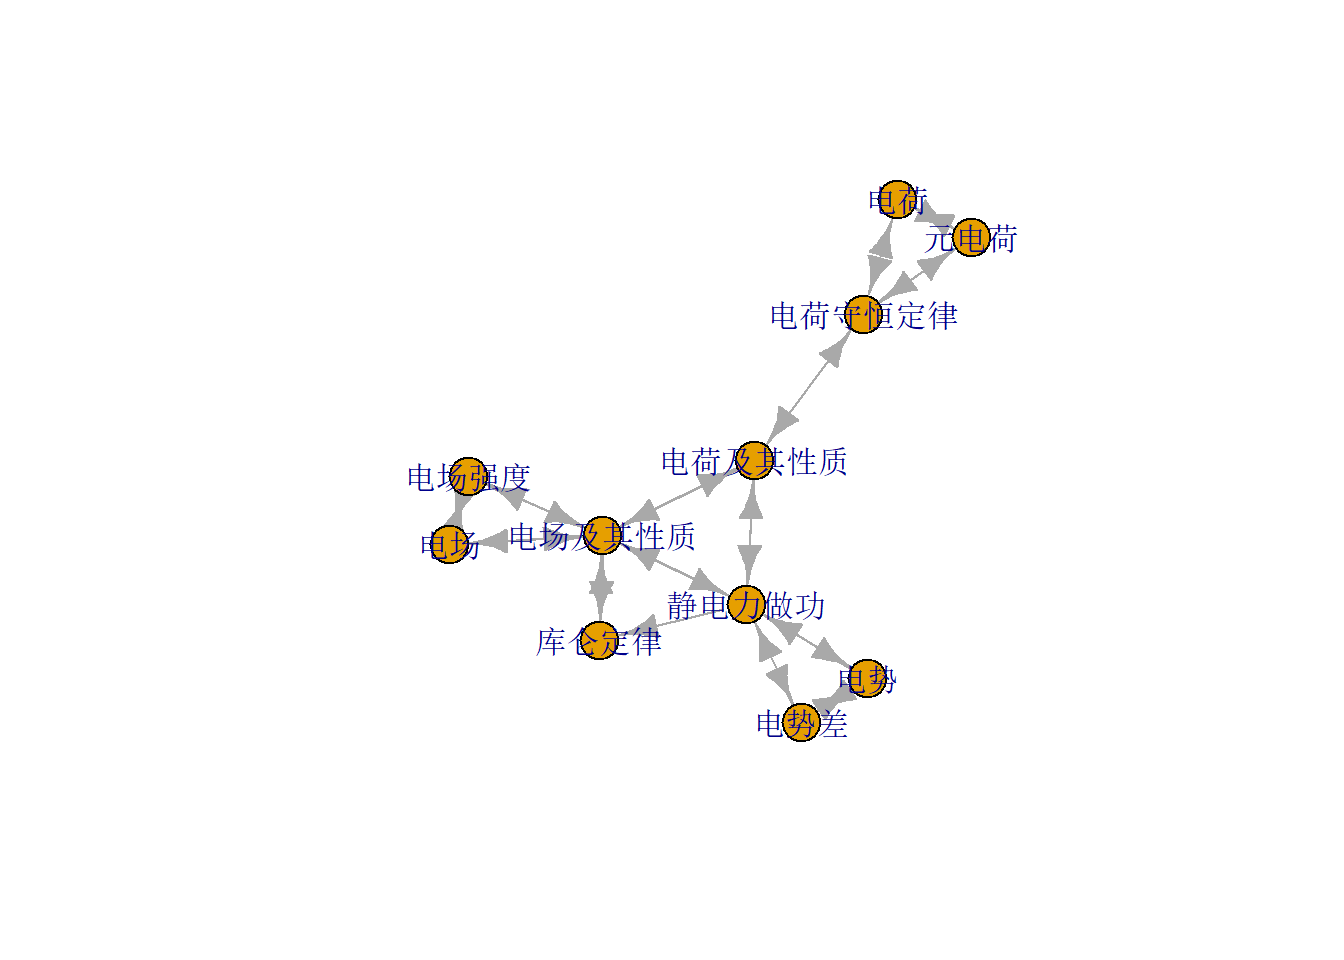 电荷
元电荷
电荷守恒定律
电荷及其性质
电场强度
电场及其性质
电场
静电力做功
库仑定律
电势
电势差